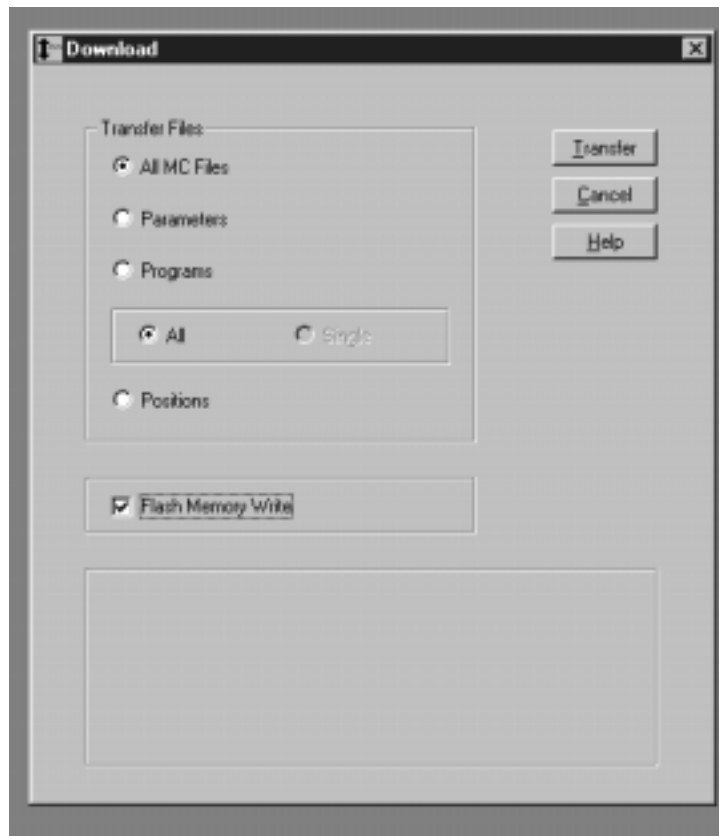 Download
Transfer Files
All MC Files
Transfer
Parameters
Cancel
Programs
Help
All
Single
Positions
Flash Memory Write